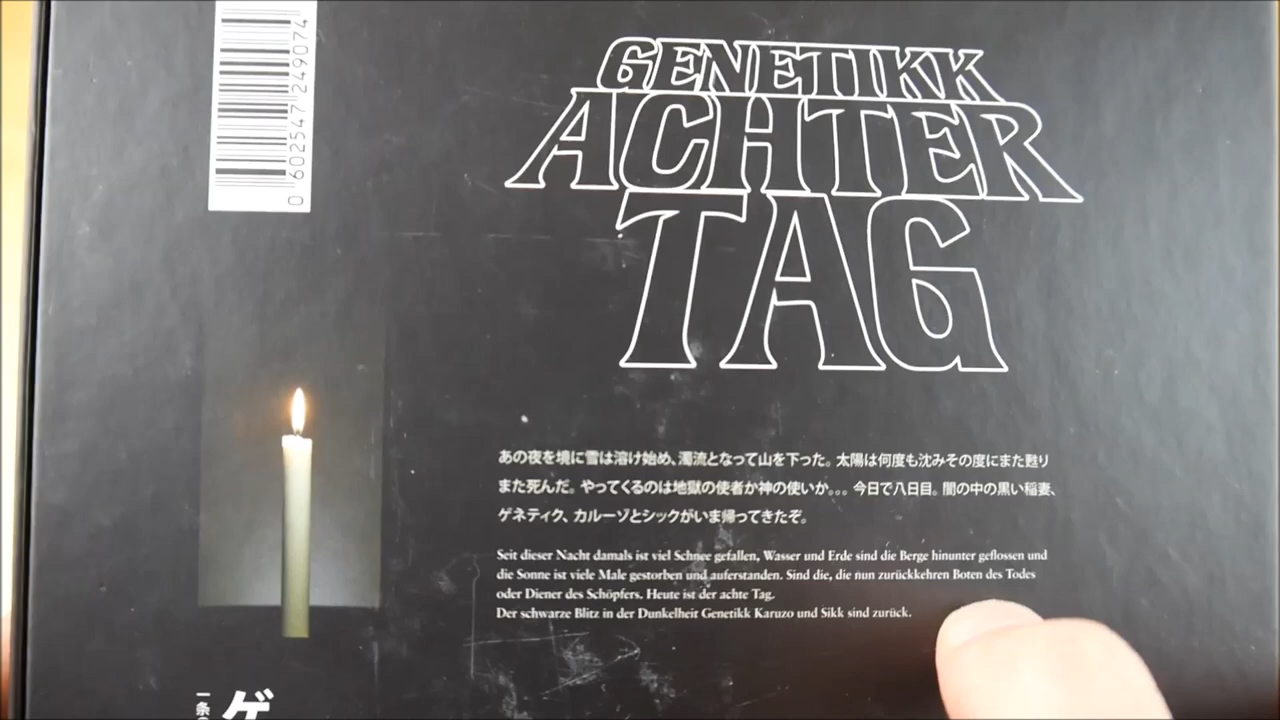 0 602547 249074
GENETIKK
ACHTER
TAG
あの夜を境に雪は溶け始め、濁流となって山を下った。太陽は何度も沈みその度にまた甦り
また死んだ。やってくるのは地獄の使者か神の使いか。。。今日で八日目。闇の中の黒い稲妻、
ゲネティク、カルーゾとシックがいま帰ってきたぞ。
Seit dieser Nacht damals ist viel Schnee gefallen, Wasser und Erde sind die Berge hinunter geflossen und
die Sonne ist viele Male gestorben und auferstanden. Sind die, die nun zurückkehren Boten des Todes
oder Diener des Schöpfers. Heute ist der achte Tag.
Der schwarze Blitz in der Dunkelheit Genetikk Karuzo und Sikk sind zurück.
ゲ
一条